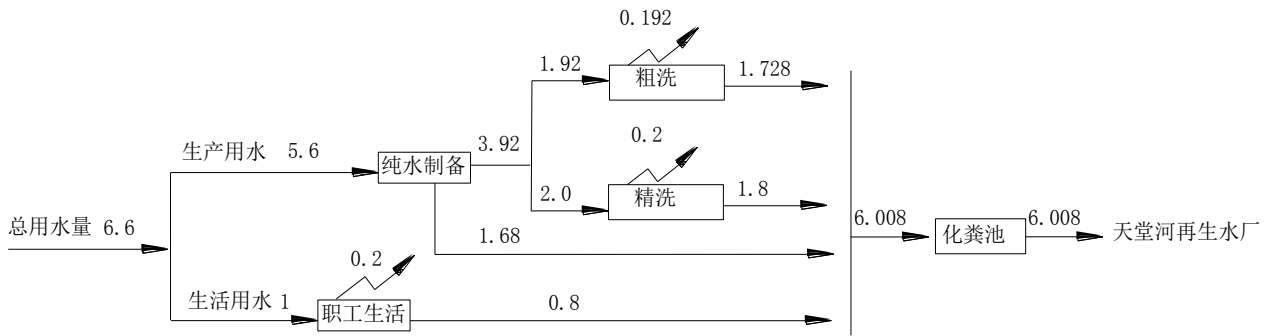 0.192
1.92
粗洗
1.728
生产用水 5.6
纯水制备
3.92
0.2
2.0
精洗
1.8
总用水量 6.6
1.68
6.008
化粪池
6.008
天堂河再生水厂
0.2
生活用水 1
职工生活
0.8